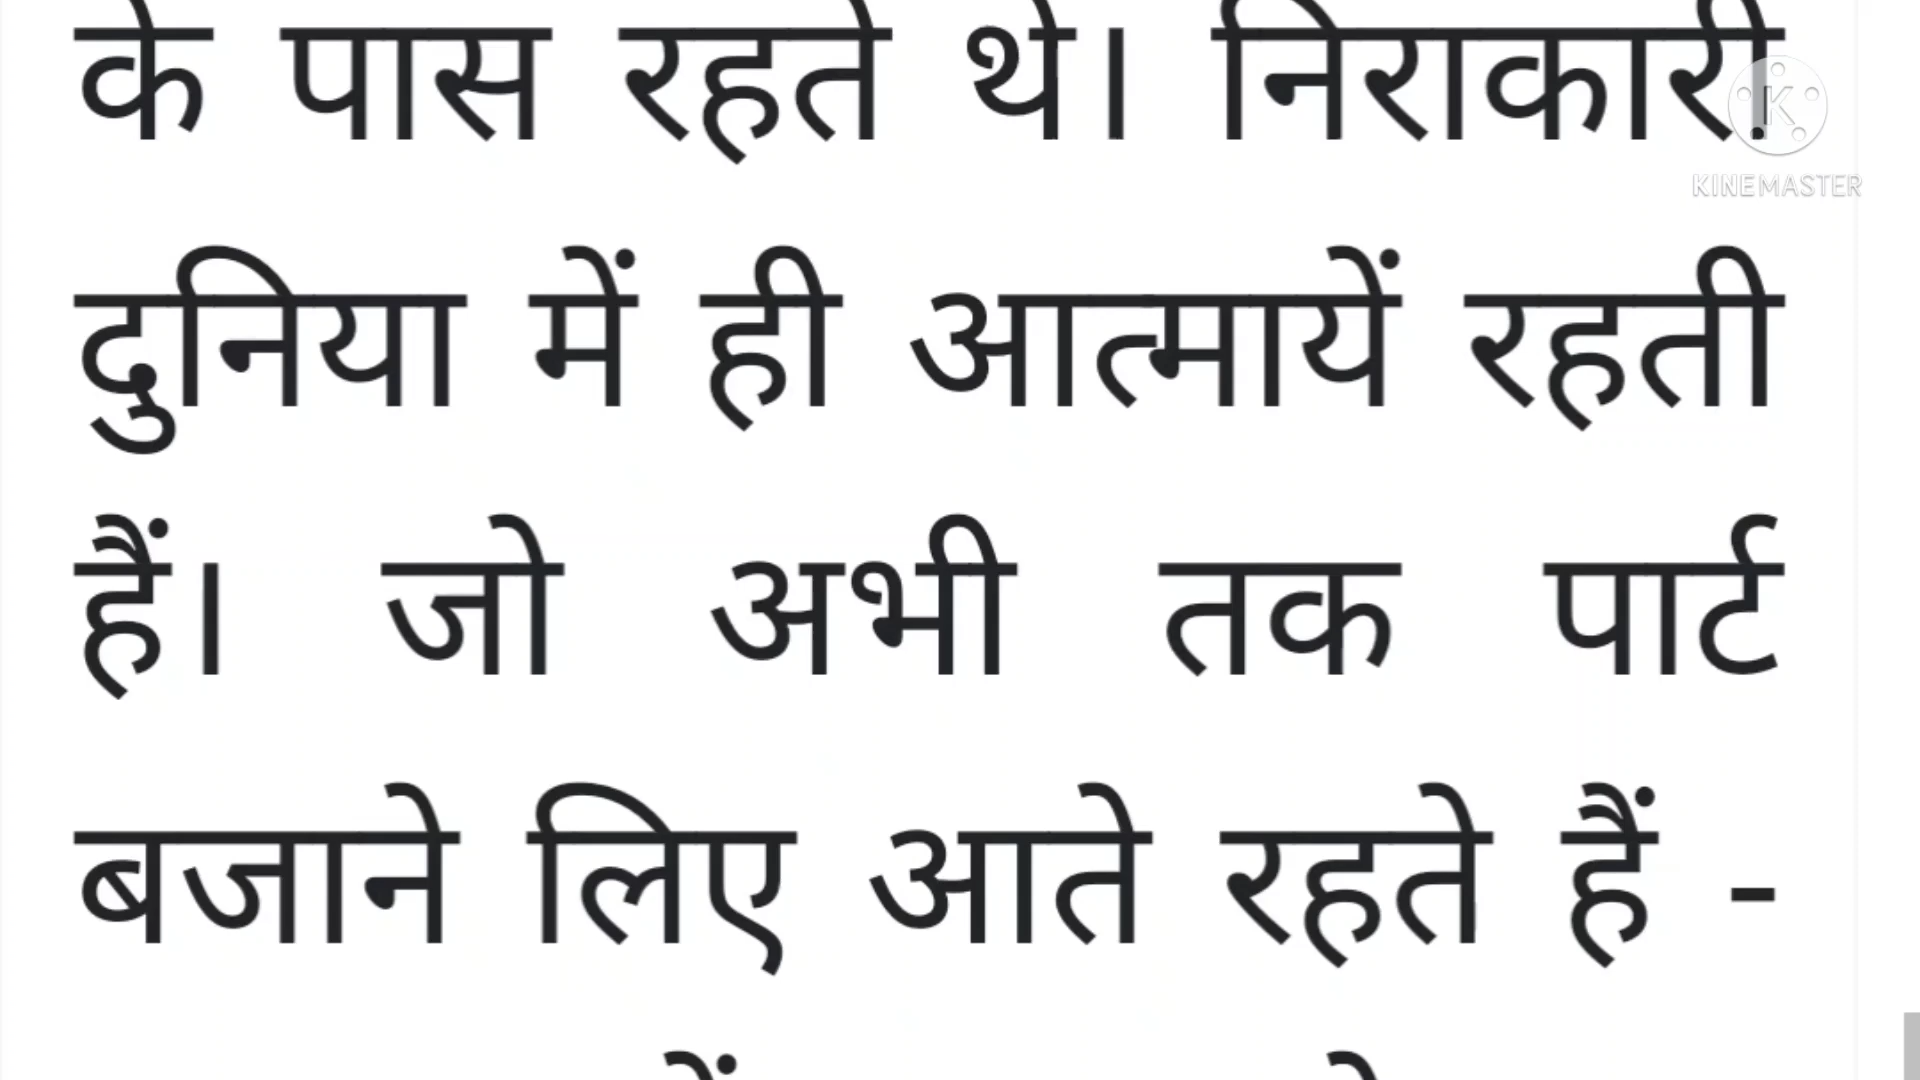 के पास रहते थे। निराकारी
KINEMASTER
दुनिया में ही आत्मायें रहती
हैं। जो अभी तक पार्ट
बजाने लिए आते रहते हैं -